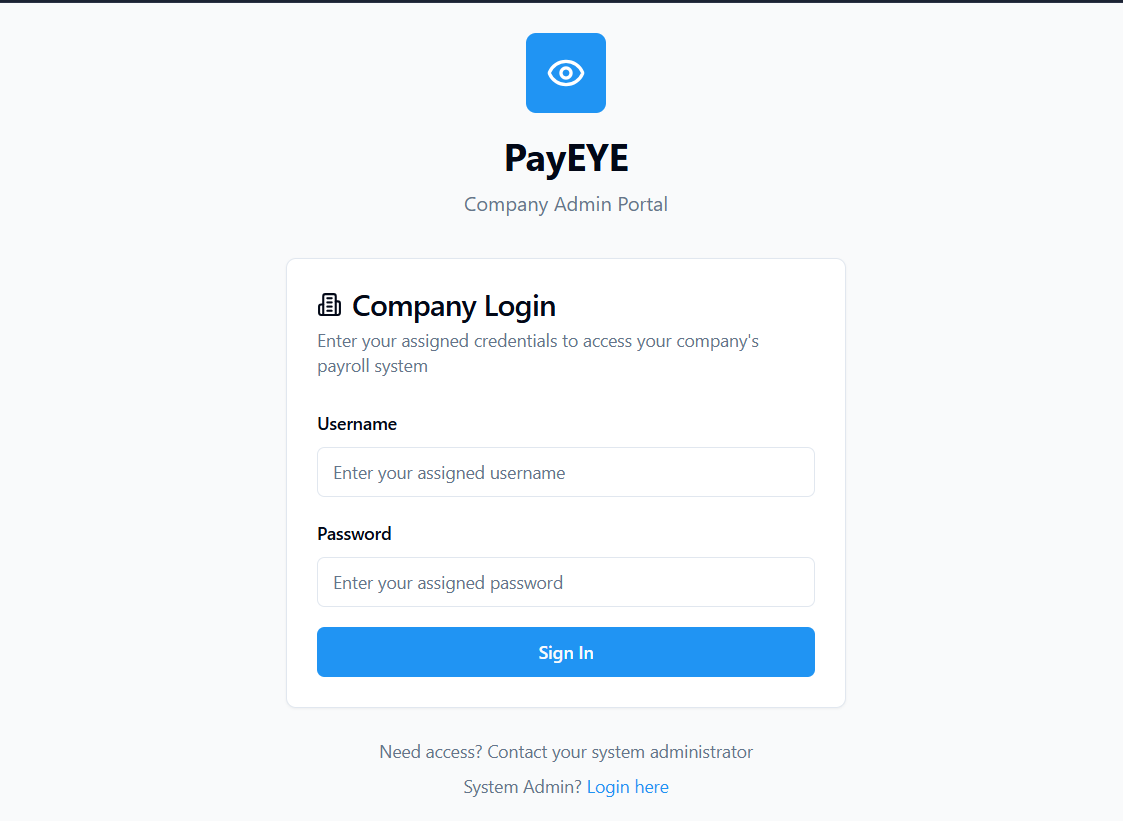 PayEYE
Company Admin Portal
Company Login
Enter your assigned credentials to access your company's
payroll system
Username
Enter your assigned username
Password
Enter your assigned password
Sign In
Need access? Contact your system administrator
System Admin? Login here